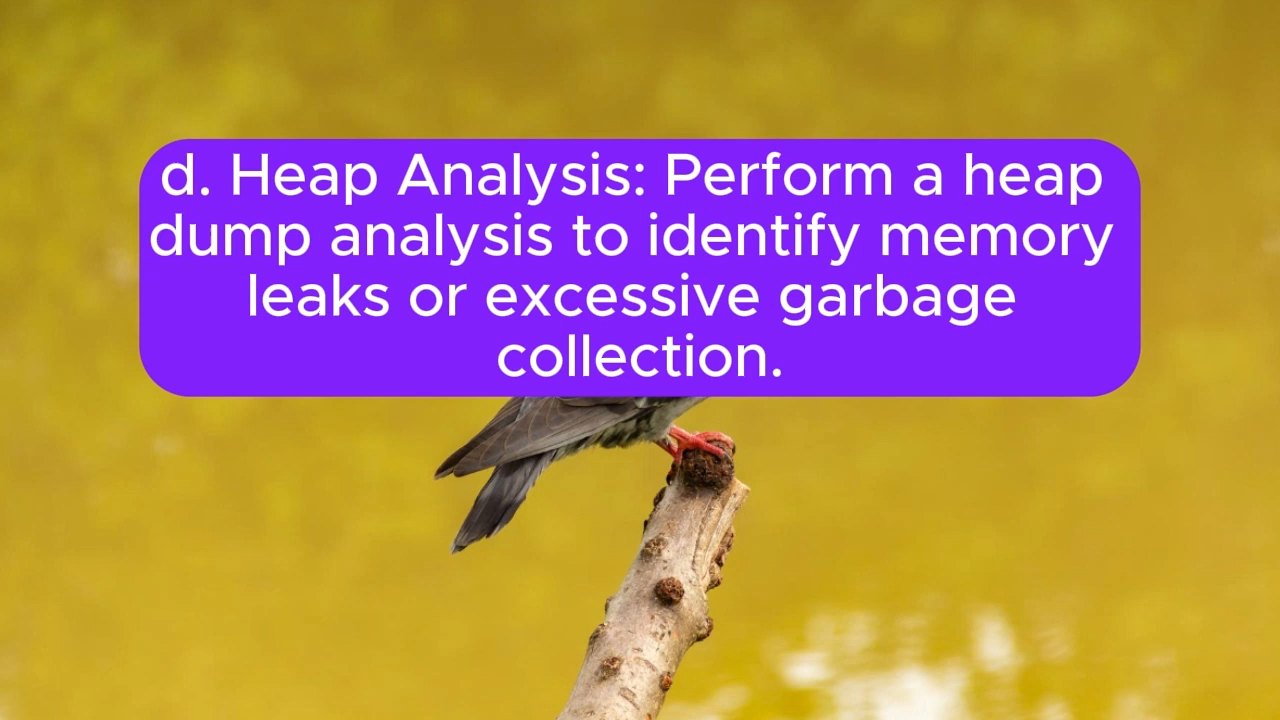 d. Heap Analysis: Perform a heap
dump analysis to identify memory
leaks or excessive garbage
collection.